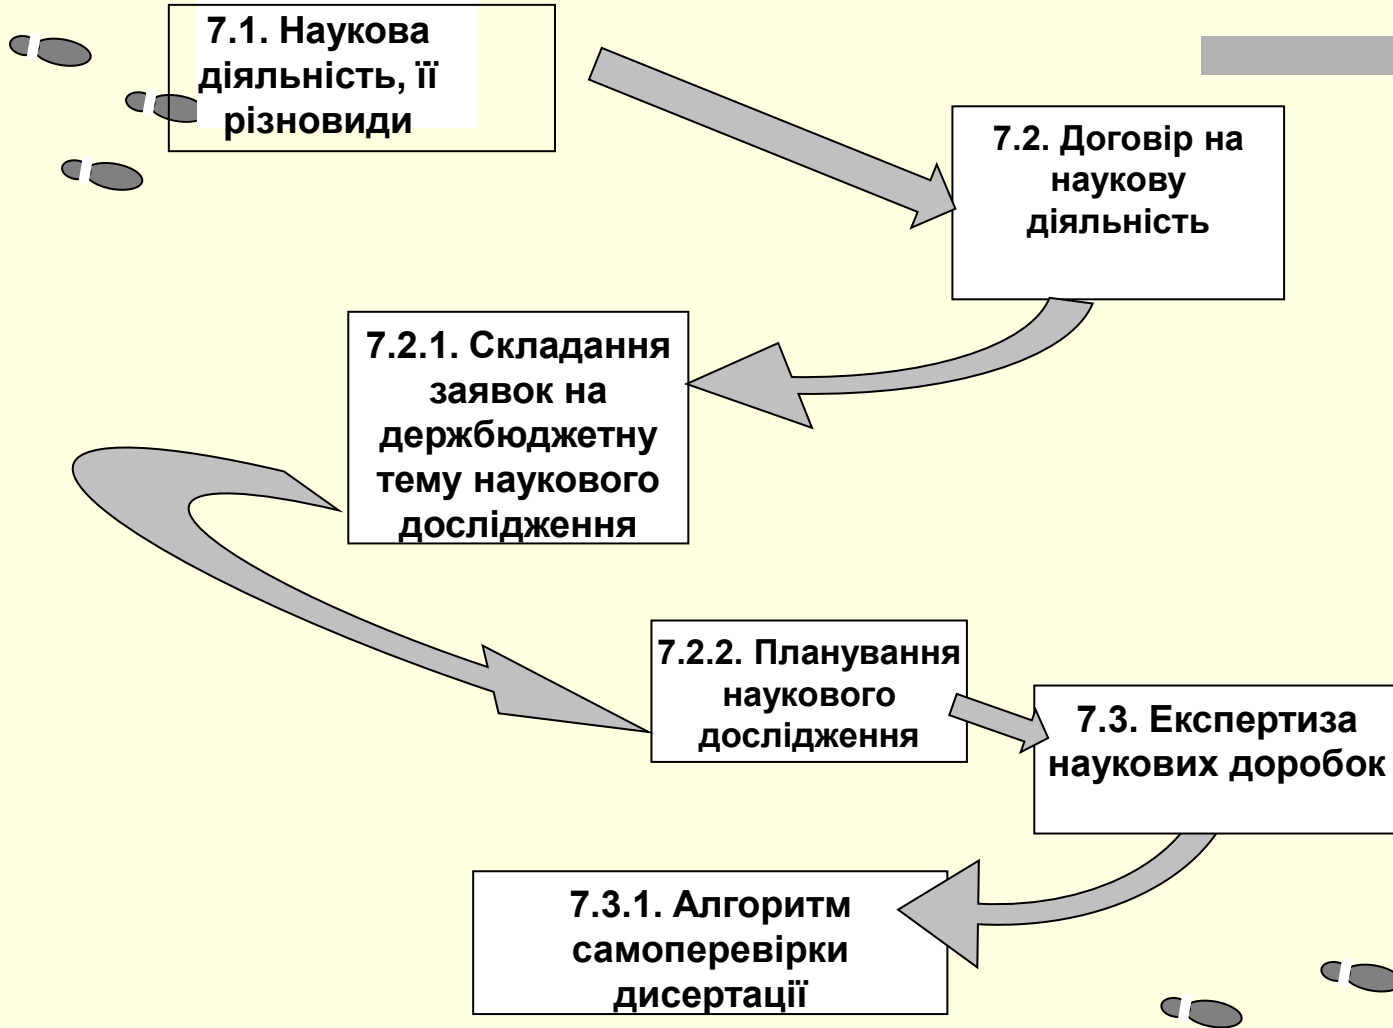 7.1. Наукова
діяльність, її
різновиди
7.2. Договір на
наукову
діяльність
7.2.1. Складання
заявок на
держбюджетну
тему наукового
дослідження
7.2.2. Планування
наукового
дослідження
7.3. Експертиза
наукових доробок
7.3.1. Алгоритм
самоперевірки
дисертації